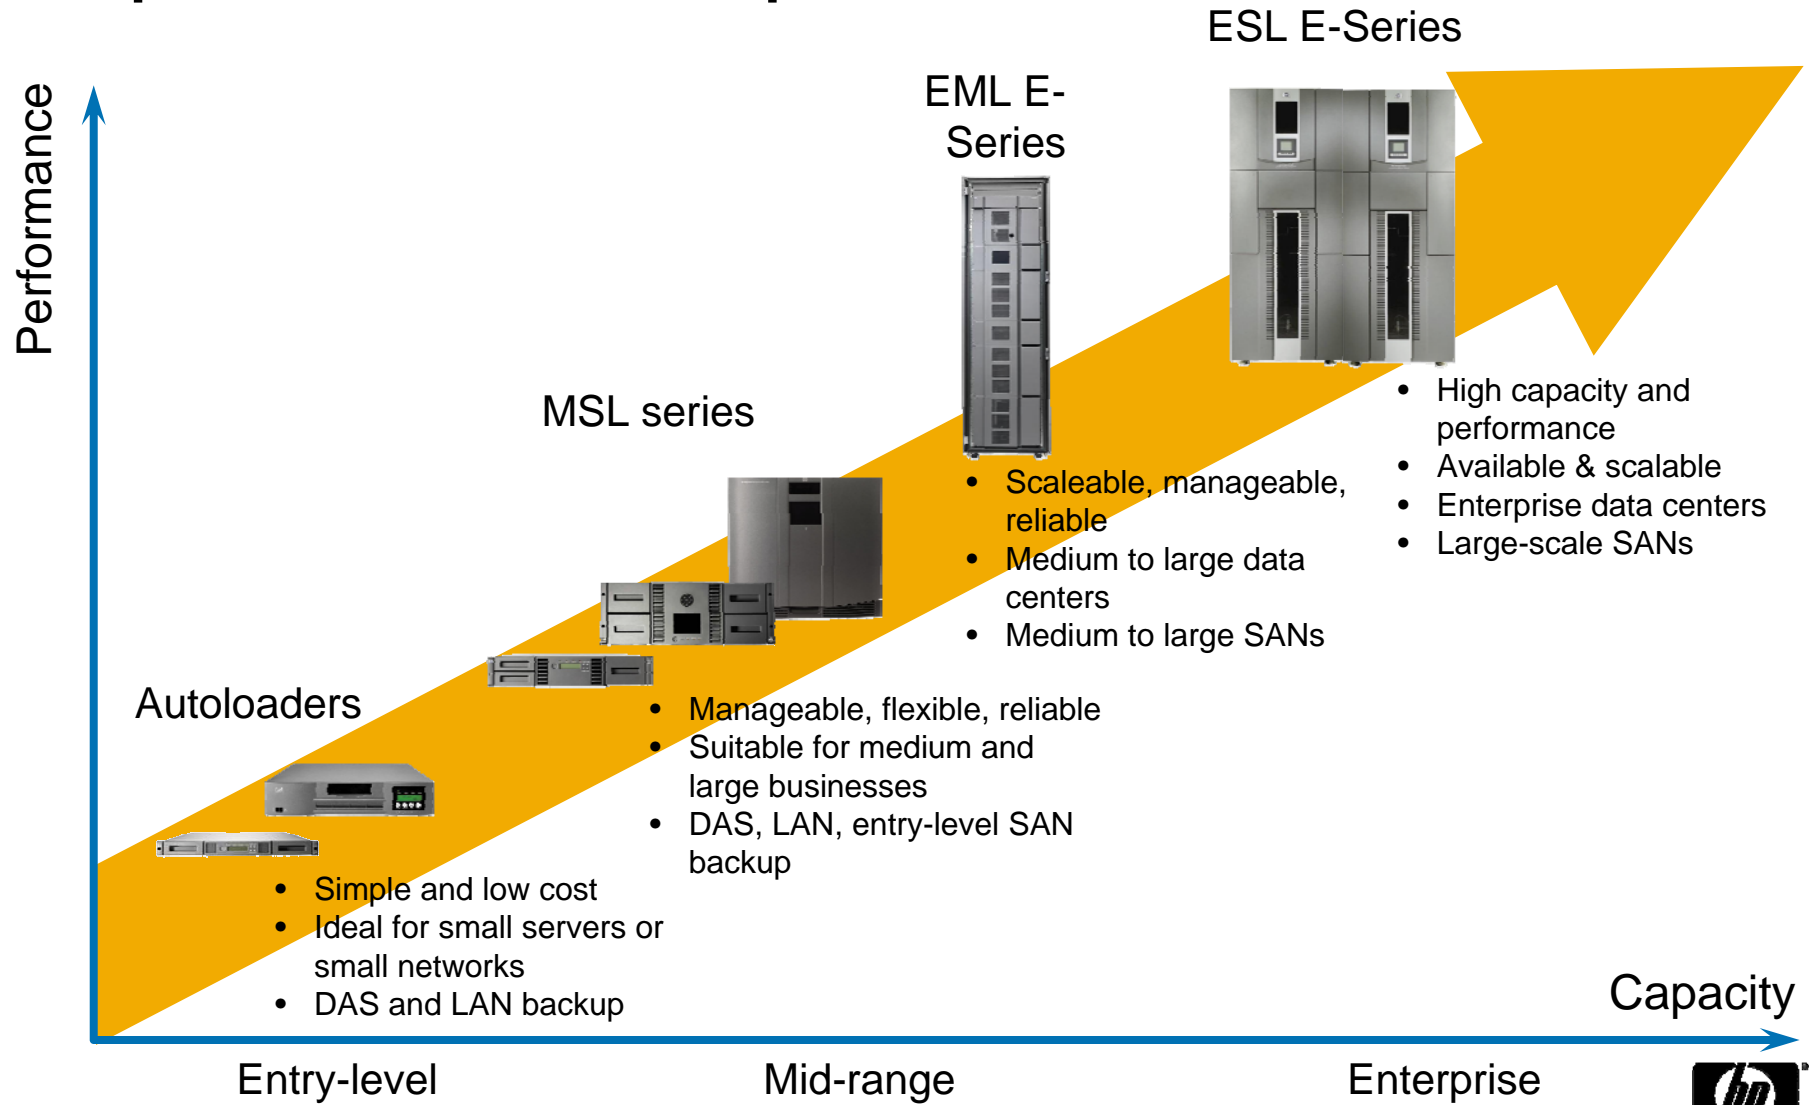 ESL E-Series
EML E-
Series
Performance
MSL series
• High capacity and
performance
• Available & scalable
• Enterprise data centers
• Large-scale SANs
• Scaleable, manageable,
reliable
• Medium to large data
centers
• Medium to large SANs
Autoloaders
• Manageable, flexible, reliable
• Suitable for medium and
large businesses
• DAS, LAN, entry-level SAN
backup
• Simple and low cost
• Ideal for small servers or
small networks
• DAS and LAN backup
Capacity
Entry-level
Mid-range
Enterprise
hp